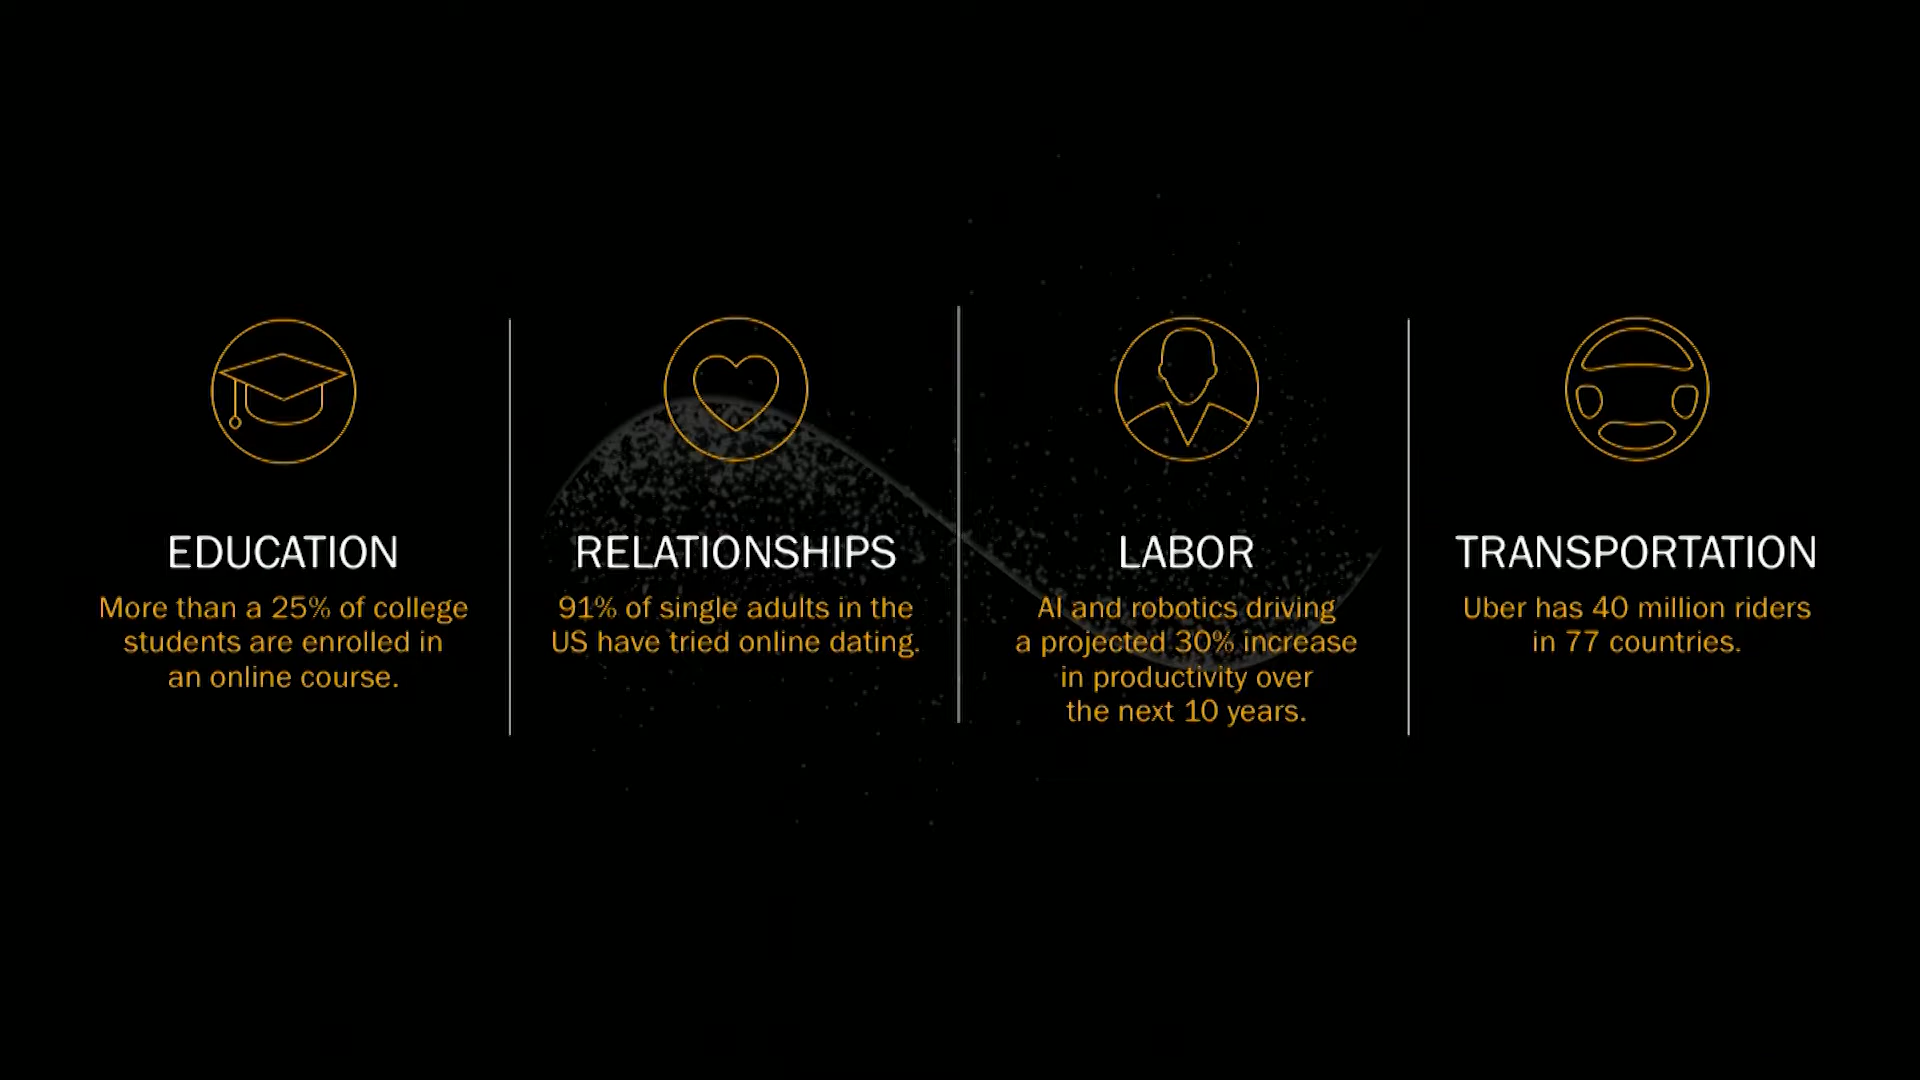 EDUCATION
More than a 25% of college
students are enrolled in
an online course.
RELATIONSHIPS
91% of single adults in the
US have tried online dating.
LABOR
AI and robotics driving
a projected 30% increase
in productivity over
the next 10 years.
TRANSPORTATION
Uber has 40 million riders
in 77 countries.